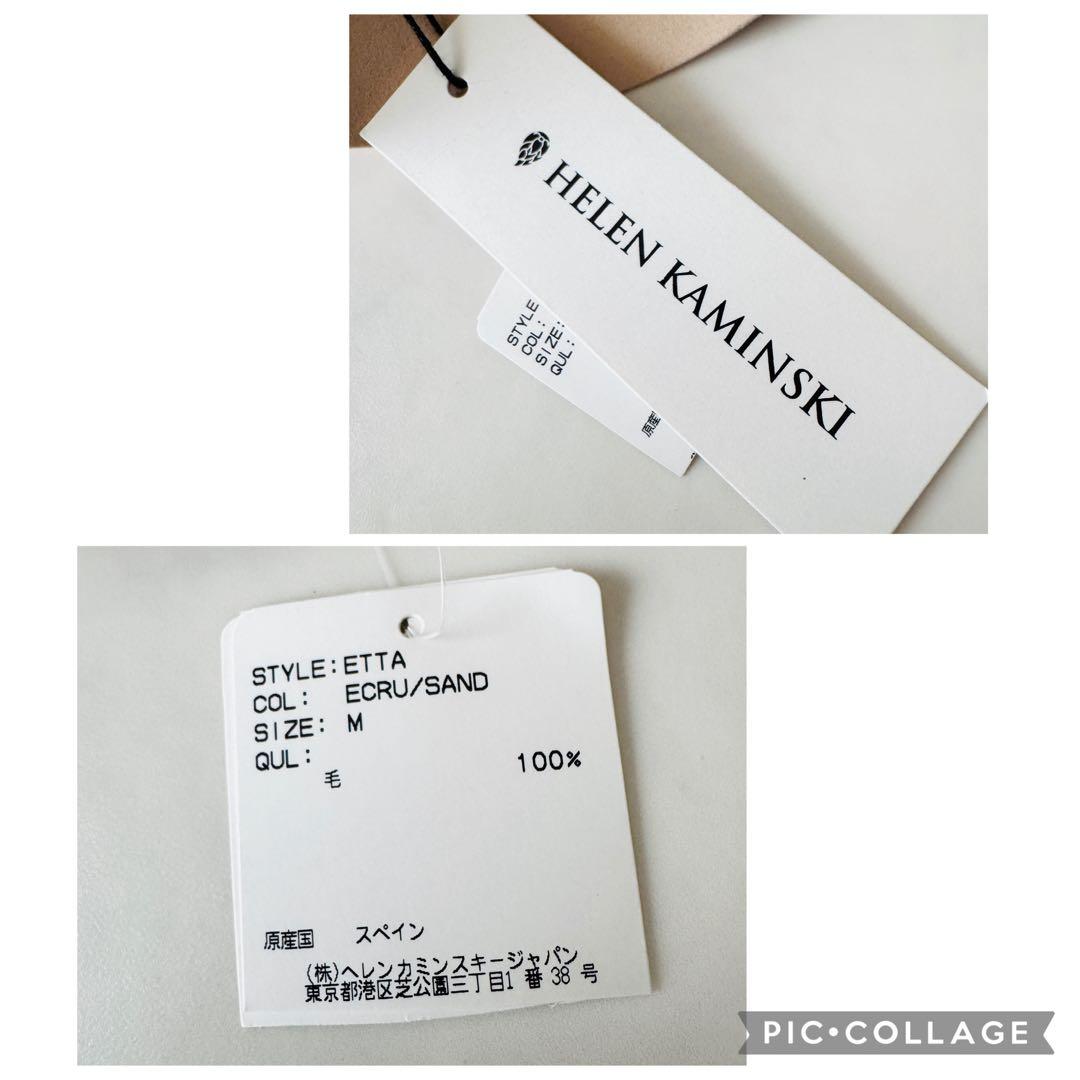 HELEN KAMINSKI
STYLE
COL:
SIZE:
QUL:
原産
STYLE:ETTA
COL: ECRU/SAND
SIZE: M
QUL:
毛 100%
原産国 スペイン
(株)ヘレンカミンスキージャパン
東京都港区芝公園三丁目1番38号
PIC•COLLAGE